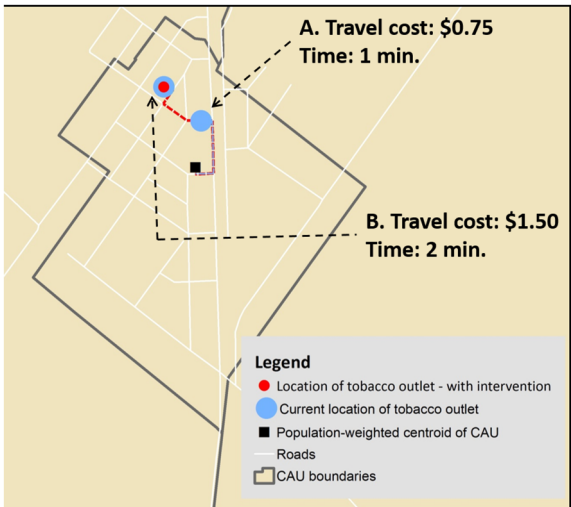 A. Travel cost: $0.75
Time: 1 min.
B. Travel cost: $1.50
Time: 2 min.
Legend
Location of tobacco outlet - with intervention
Current location of tobacco outlet
Population-weighted centroid of CAU
Roads
CAU boundaries